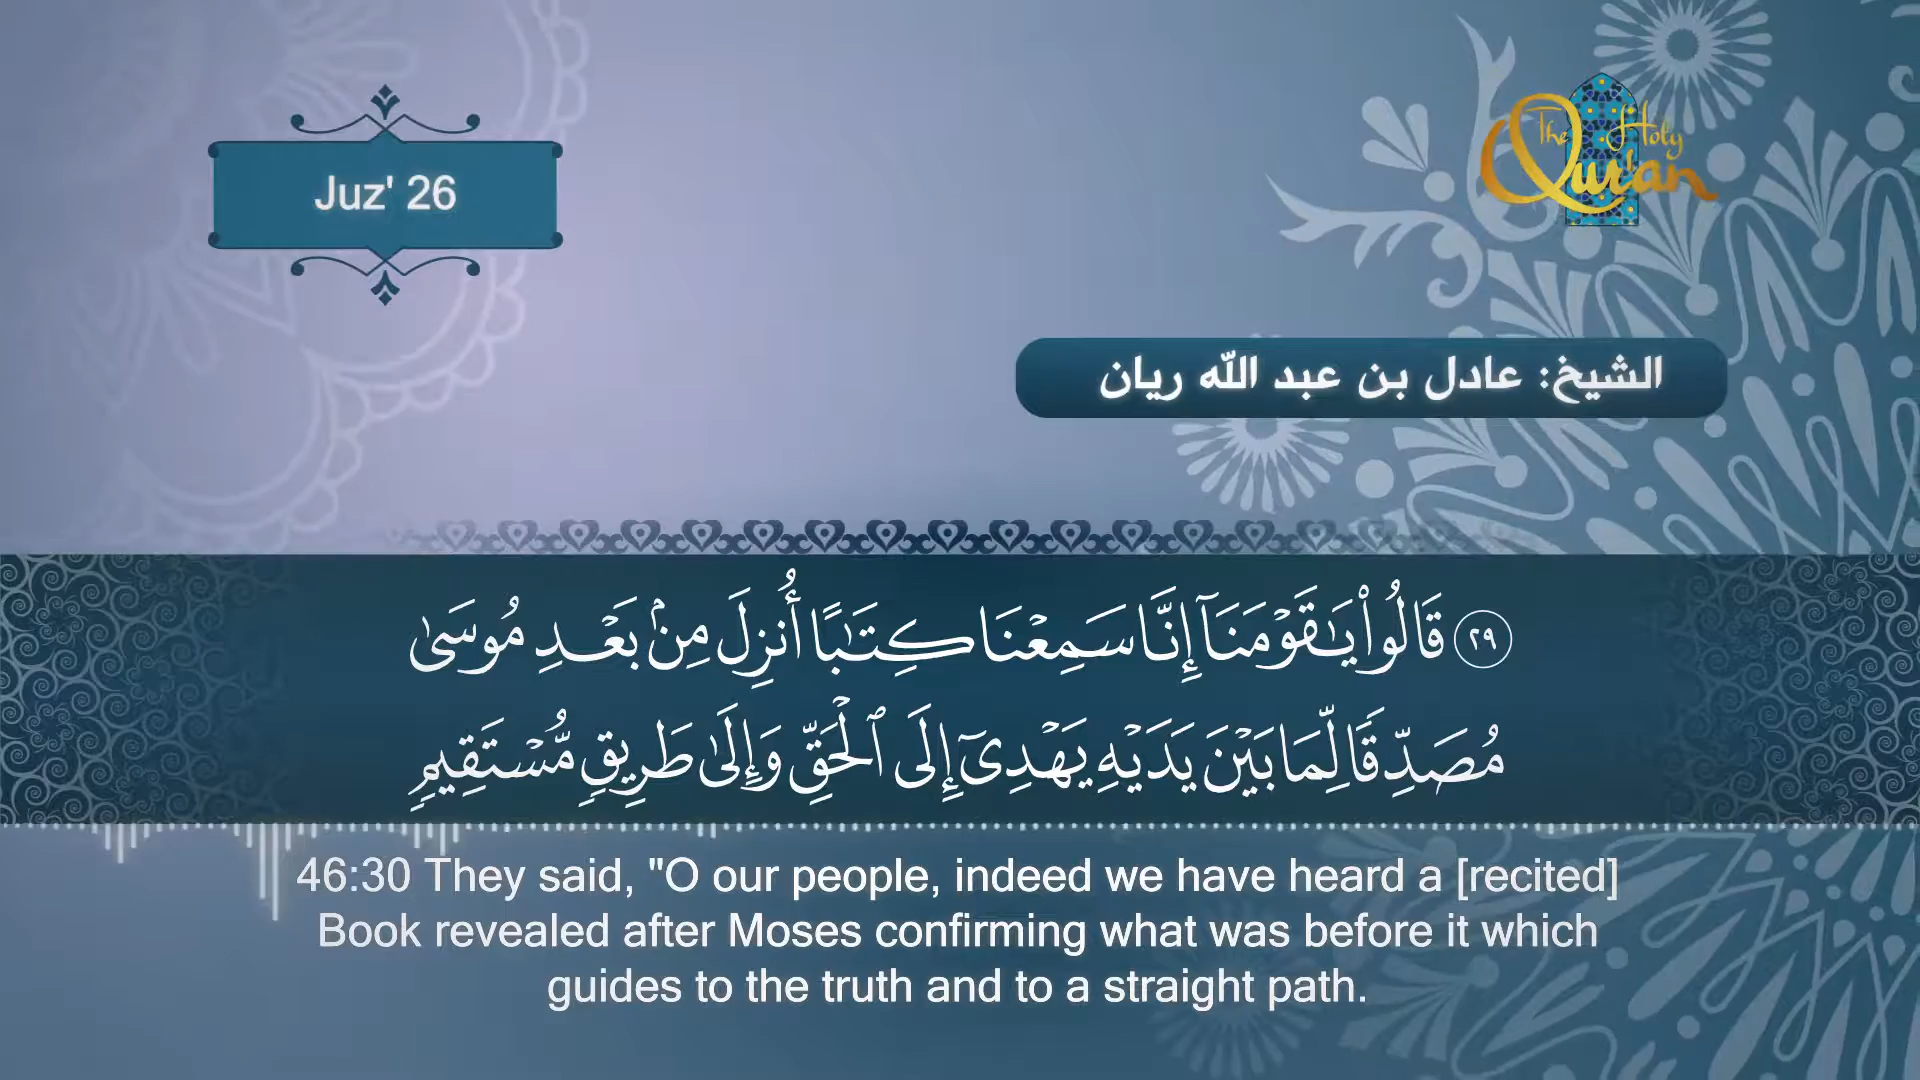 Juz' 26
The Holy
Qur'an
الشيخ: عادل بن عبد الله ريان
٢٩ قَالُوا۟ يَـٰقَوْمَنَآ إِنَّا سَمِعْنَا كِتَـٰبًا أُنزِلَ مِنۢ بَعْدِ مُوسَىٰ
مُصَدِّقًا لِّمَا بَيْنَ يَدَيْهِ يَهْدِىٓ إِلَى ٱلْحَقِّ وَإِلَىٰ طَرِيقٍ مُّسْتَقِيمٍ
46:30 They said, "O our people, indeed we have heard a [recited]
Book revealed after Moses confirming what was before it which
guides to the truth and to a straight path.